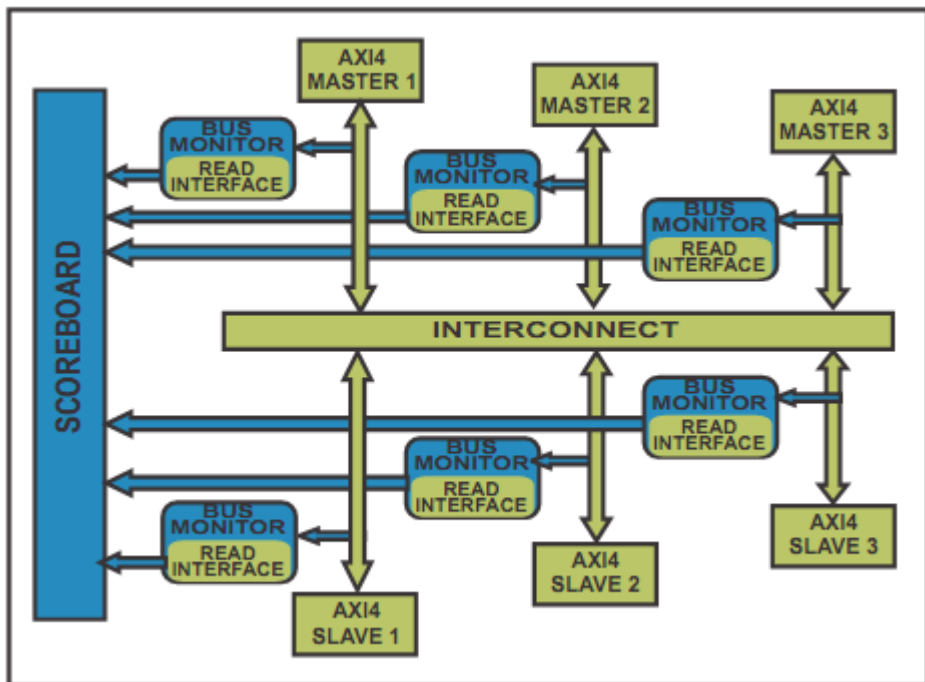 AXI4
MASTER 1
AXI4
MASTER 2
AXI4
MASTER 3
BUS
MONITOR
READ
INTERFACE
BUS
MONITOR
READ
INTERFACE
BUS
MONITOR
READ
INTERFACE
SCOREBOARD
INTERCONNECT
BUS
MONITOR
READ
INTERFACE
BUS
MONITOR
READ
INTERFACE
BUS
MONITOR
READ
INTERFACE
AXI4
SLAVE 3
AXI4
SLAVE 2
AXI4
SLAVE 1